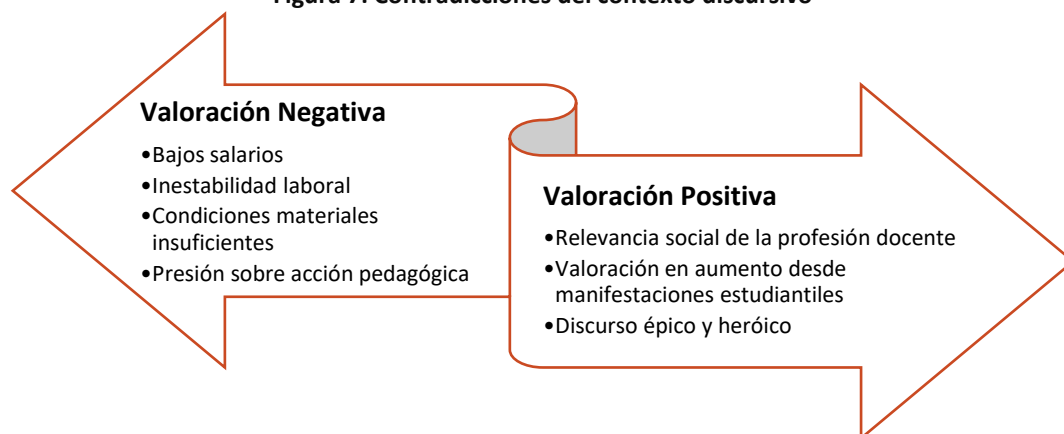 Figura 7. Contradicciones del contexto discursivo
Valoración Negativa
•Bajos salarios
•Inestabilidad laboral
•Condiciones materiales
insuficientes
•Presión sobre acción pedagógica
Valoración Positiva
•Relevancia social de la profesión docente
•Valoración en aumento desde
manifestaciones estudiantiles
•Discurso épico y heróico